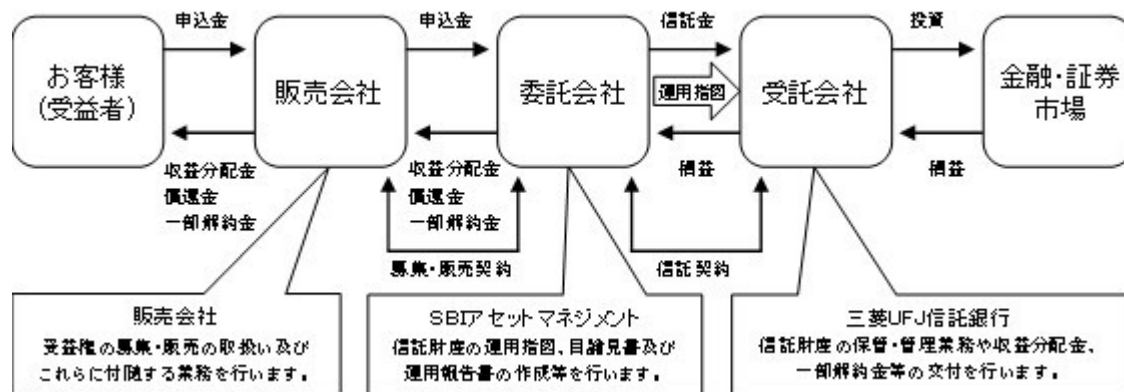 申込金
申込金
信託金
投資
お客様
(受益者)
販売会社
委託会社
運用指図
受託会社
金融・証券
市場
収益分配金
償還金
一部解約金
収益分配金
償還金
一部解約金
損益
損益
募集・販売契約
信託契約
販売会社
受益権の募集・販売の取扱い及び
これらに付随する業務を行います。
SBIアセットマネジメント
信託財産の運用指図、目論見書及び
運用報告書の作成等を行います。
三菱UFJ信託銀行
信託財産の保管・管理業務や収益分配金、
一部解約金等の交付を行います。